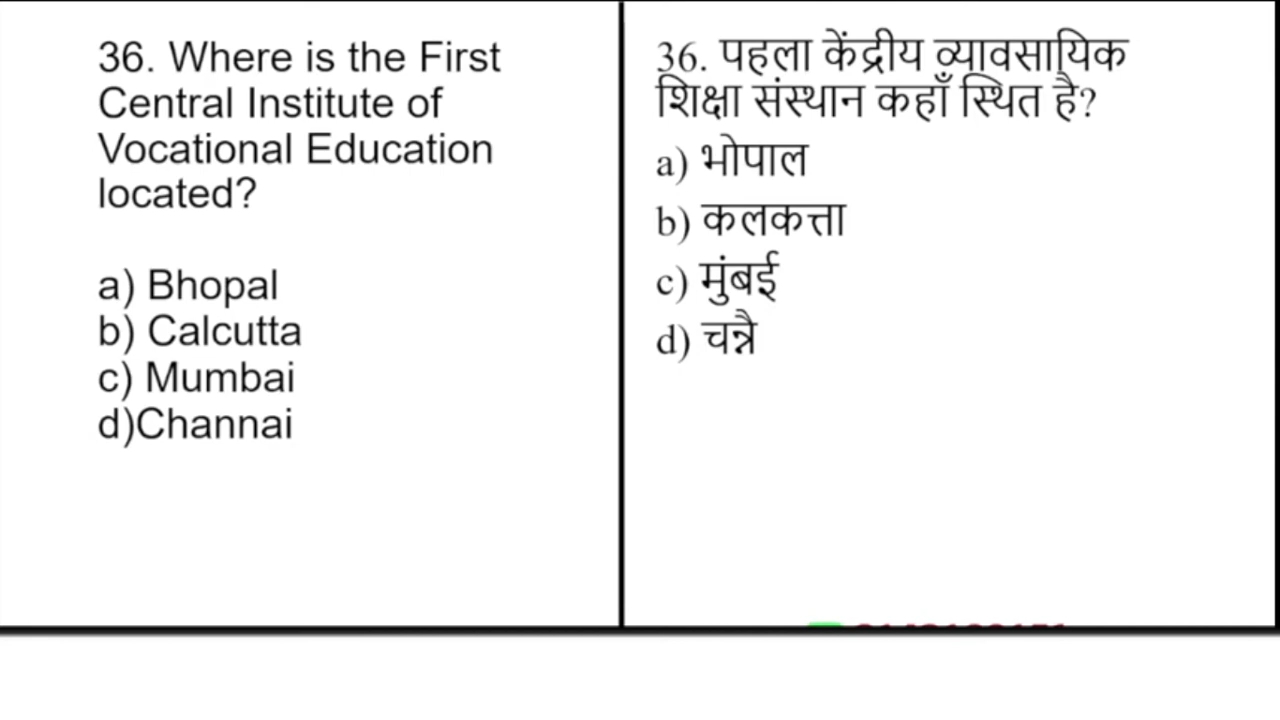 36. Where is the First
Central Institute of
Vocational Education
located?
a) Bhopal
b) Calcutta
c) Mumbai
d)Channai
36. पहला केंद्रीय व्यावसायिक
शिक्षा संस्थान कहाँ स्थित है?
a) भोपाल
b) कलकत्ता
c) मुंबई
d) चन्नै